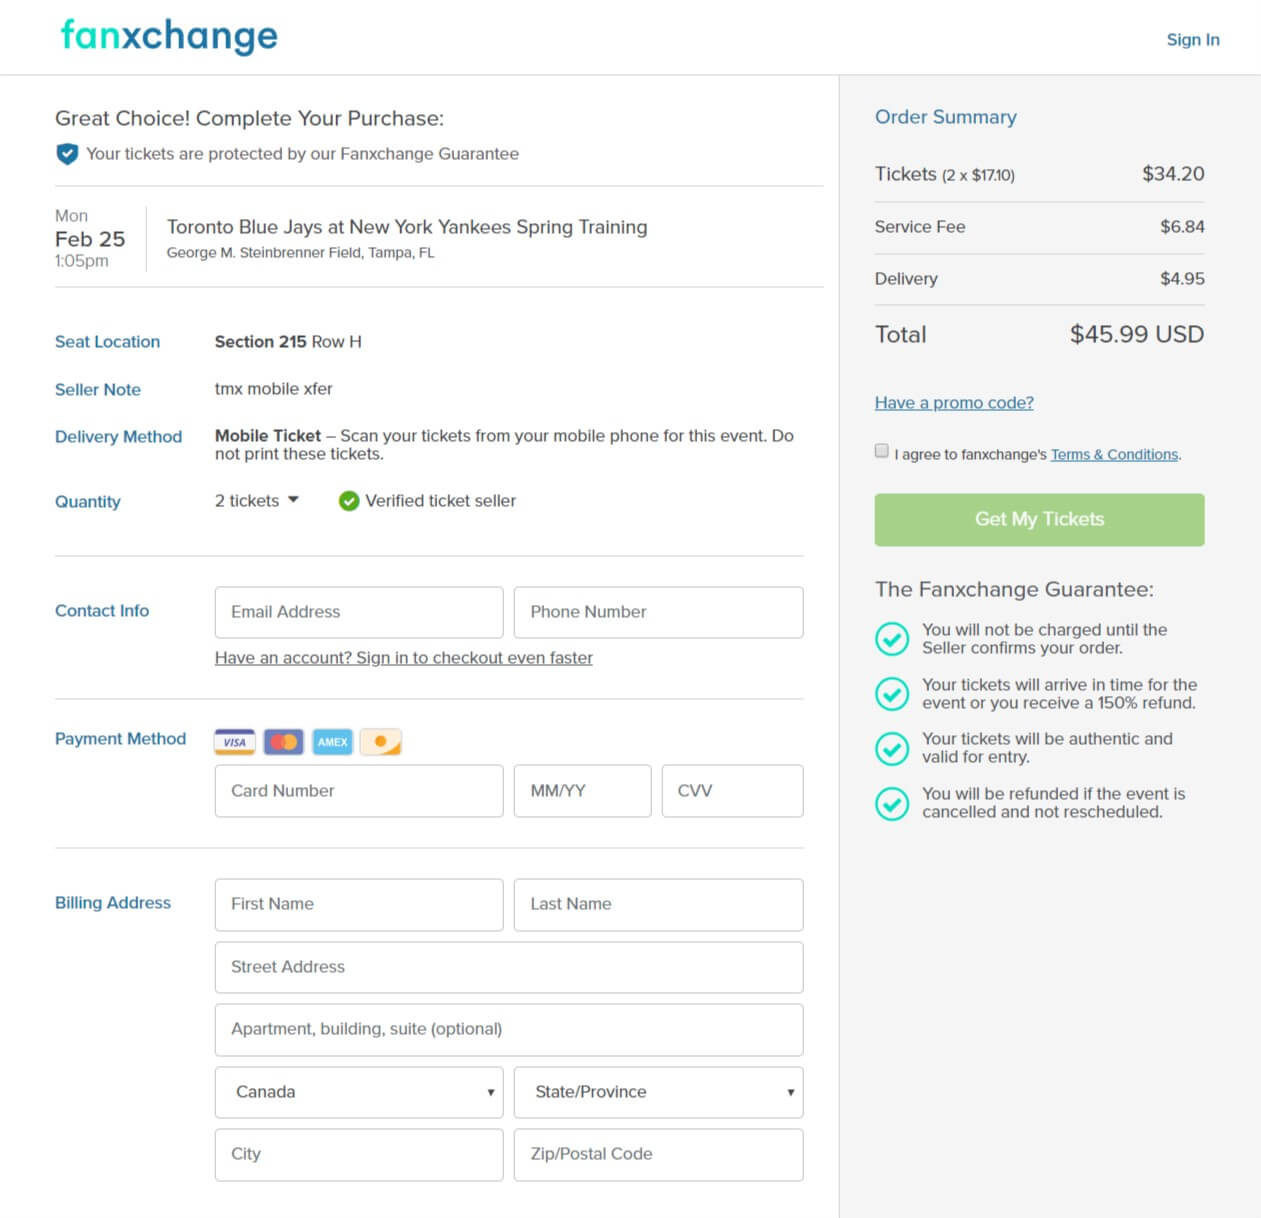 fanxchange
Sign In
Great Choice! Complete Your Purchase:
Your tickets are protected by our Fanxchange Guarantee
Mon
Feb 25
1:05pm
Toronto Blue Jays at New York Yankees Spring Training
George M. Steinbrenner Field, Tampa, FL
Seat Location
Section 215 Row H
Seller Note
tmx mobile xfer
Delivery Method
Mobile Ticket – Scan your tickets from your mobile phone for this event. Do
not print these tickets.
Quantity
2 tickets
Verified ticket seller
Contact Info
Email Address
Phone Number
Have an account? Sign in to checkout even faster
Payment Method
VISA
AMEX
Card Number
MM/YY
CVV
Billing Address
First Name
Last Name
Street Address
Apartment, building, suite (optional)
Canada
State/Province
City
Zip/Postal Code
Order Summary
Tickets (2 x $17.10) $34.20
Service Fee $6.84
Delivery $4.95
Total $45.99 USD
Have a promo code?
I agree to fanxchange's Terms & Conditions.
Get My Tickets
The Fanxchange Guarantee:
You will not be charged until the
Seller confirms your order.
Your tickets will arrive in time for the
event or you receive a 150% refund.
Your tickets will be authentic and
valid for entry.
You will be refunded if the event is
cancelled and not rescheduled.